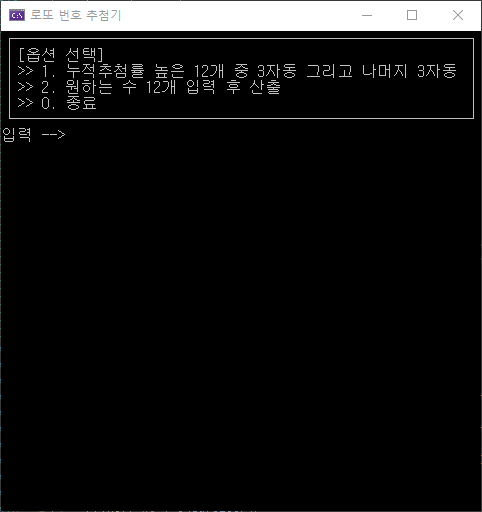 로또 번호 추첨기
[옵션 선택]
>> 1. 누적추첨률 높은 12개 중 3자동 그리고 나머지 3자동
>> 2. 원하는 수 12개 입력 후 산출
>> 0. 종료
입력 -->